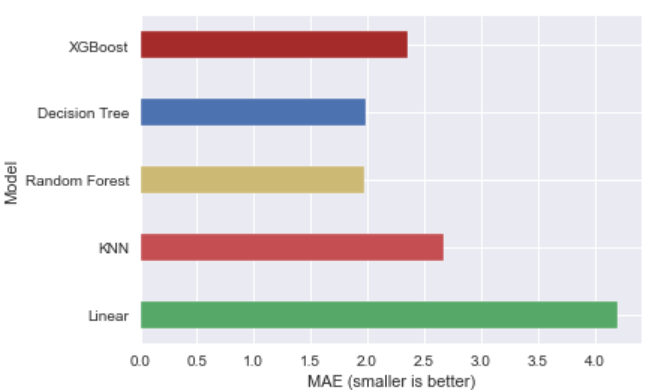 XGBoost
Decision Tree
Random Forest
KNN
Linear
Model
0.0 0.5 1.0 1.5 2.0 2.5 3.0 3.5 4.0
MAE (smaller is better)